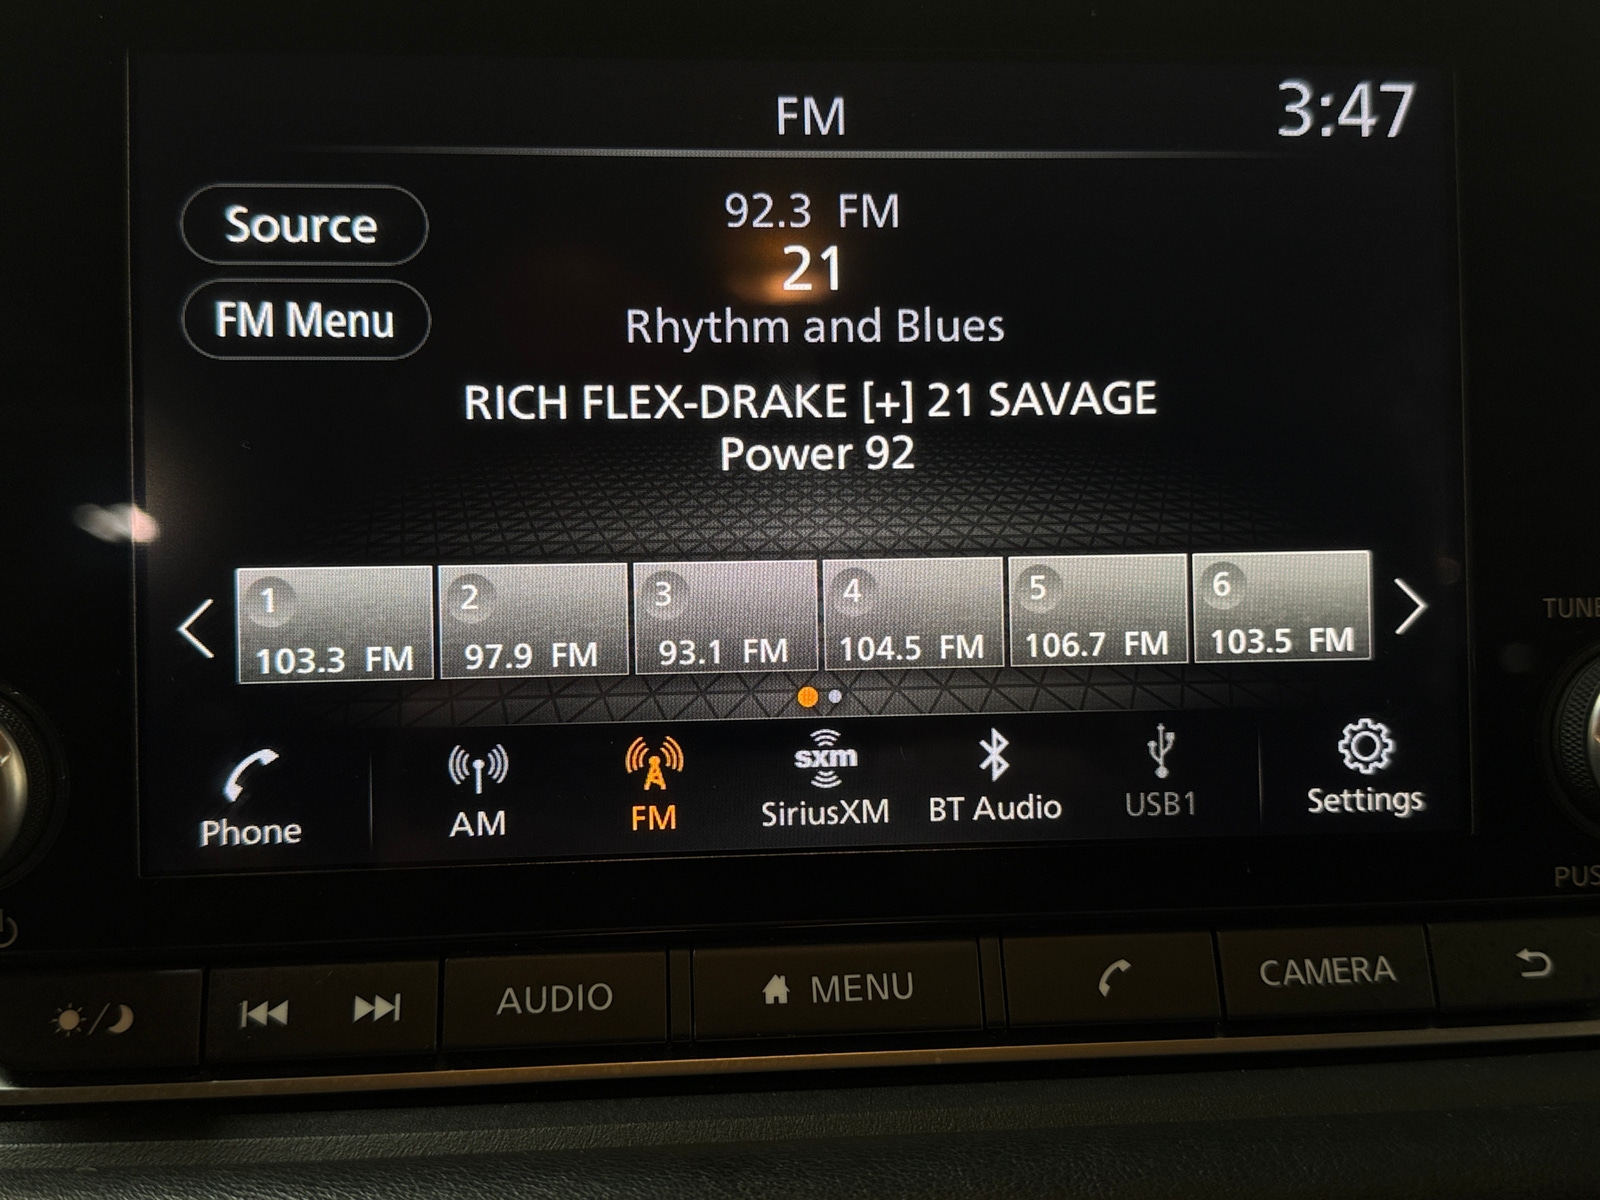 FM
3:47
Source
92.3 FM
21
FM Menu
Rhythm and Blues
RICH FLEX-DRAKE [+] 21 SAVAGE
Power 92
1
2
3
4
5
6
103.3 FM
97.9 FM
93.1 FM
104.5 FM
106.7 FM
103.5 FM
TUNE
sxm
Phone
AM
FM
SiriusXM
BT Audio
USB1
Settings
PUS
AUDIO
MENU
CAMERA